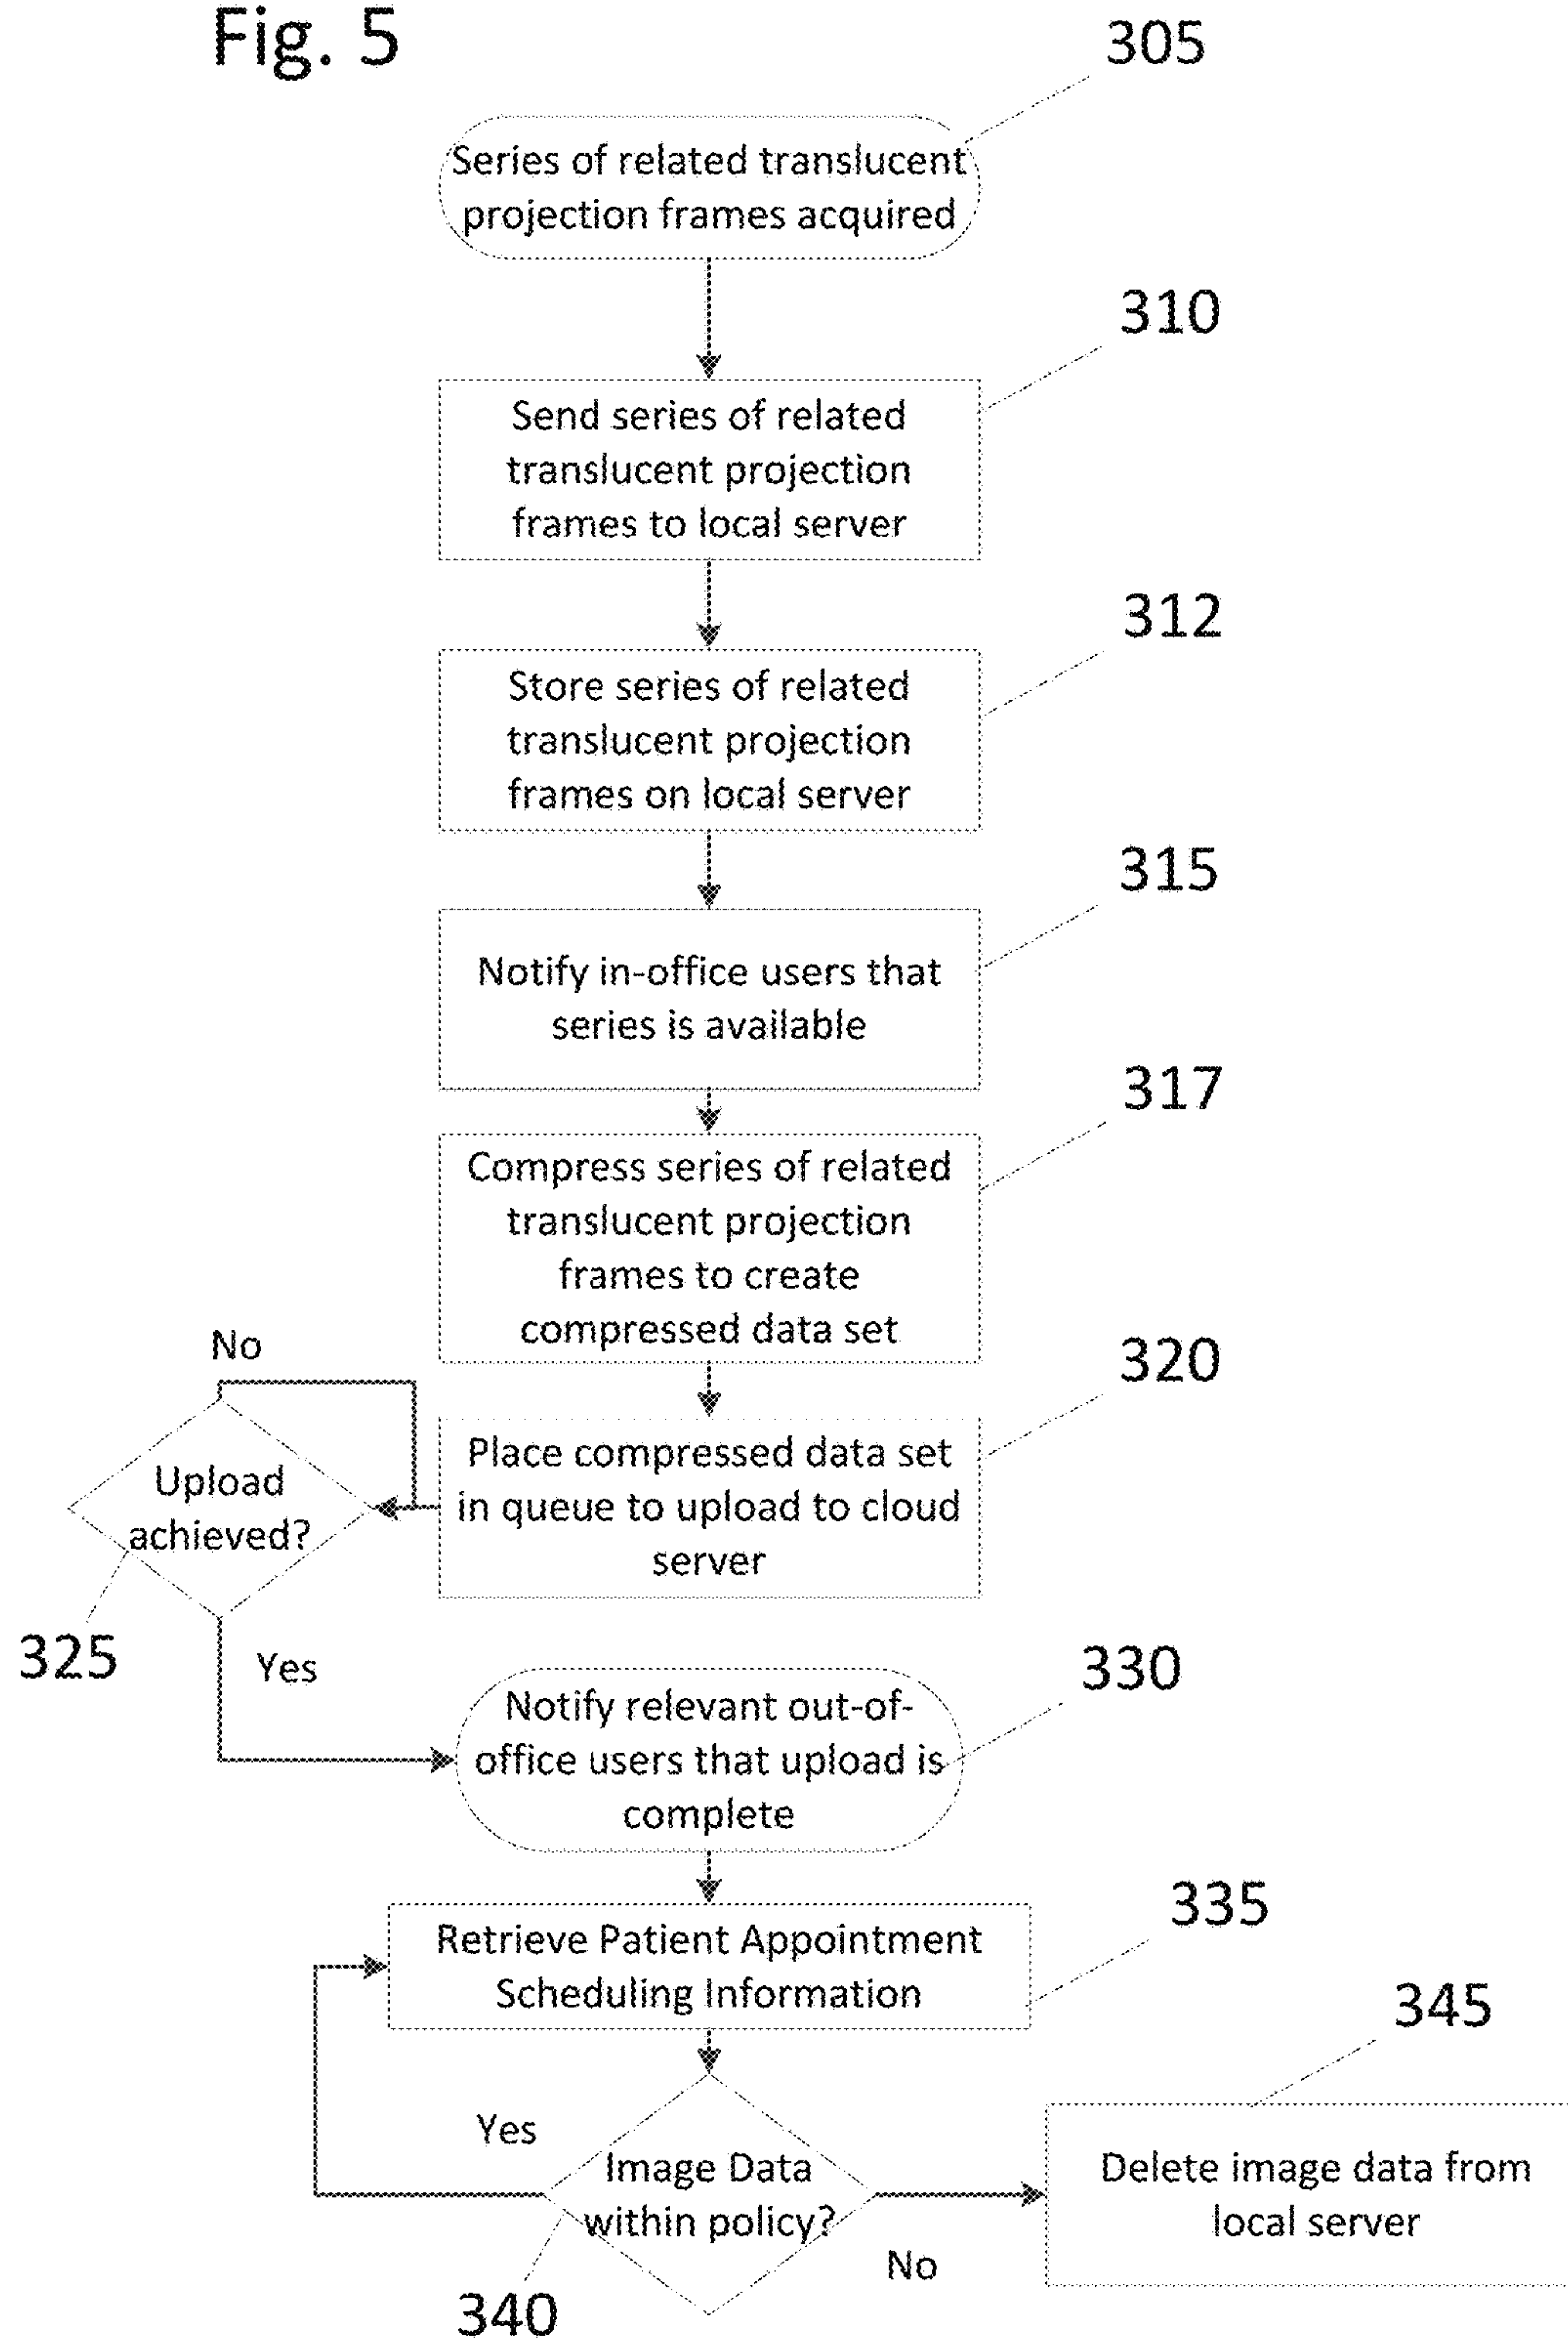 Fig. 5
305
Series of related translucent
projection frames acquired
310
Send series of related
translucent projection
frames to local server
312
Store series of related
translucent projection
frames on local server
315
Notify in-office users that
series is available
317
Compress series of related
translucent projection
frames to create
compressed data set
320
Place compressed data set
in queue to upload to cloud
server
No
Upload
achieved?
325
Yes
330
Notify relevant out-of-
office users that upload is
complete
335
Retrieve Patient Appointment
Scheduling Information
Yes
Image Data
within policy?
340
No
345
Delete image data from
local server